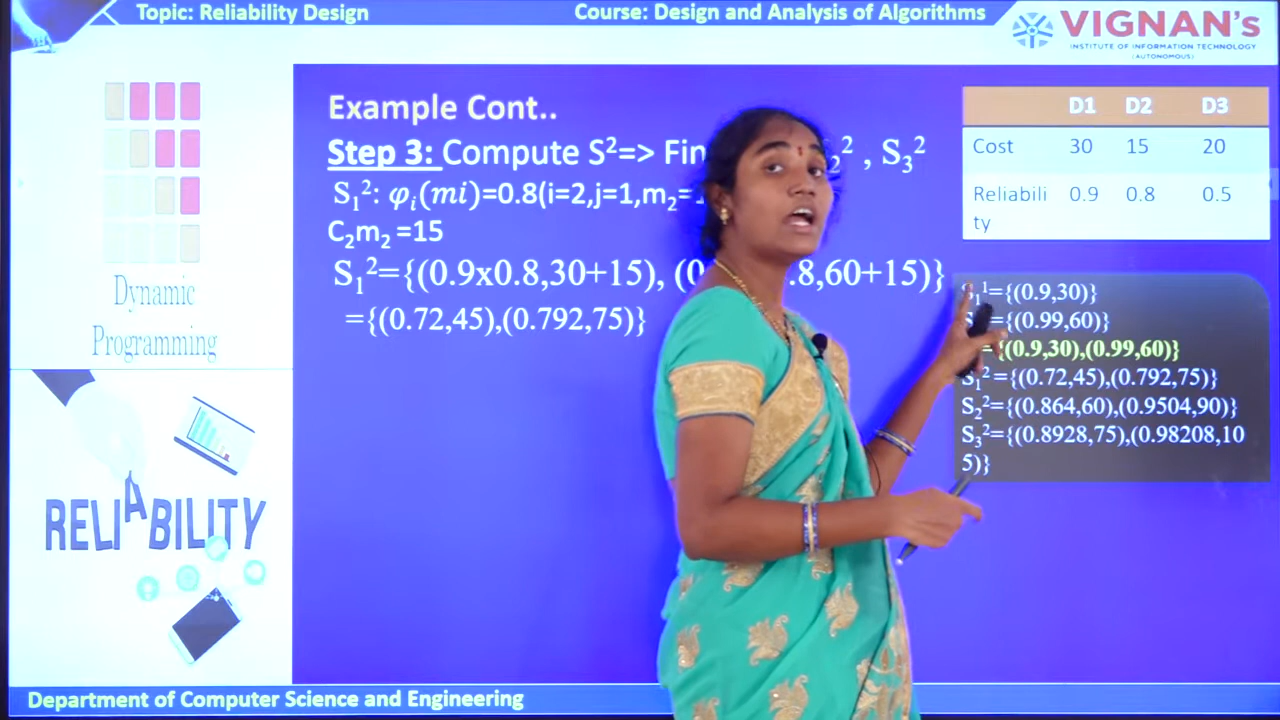 Topic: Reliability Design
Course: Design and Analysis of Algorithms
VIGNAN's
INSTITUTE OF INFORMATION TECHNOLOGY
(AUTONOMOUS)
Example Cont..
Step 3: Compute S²=> Fin ₂² , S₃²
S₁²: φᵢ(mi)=0.8(i=2,j=1,m₂=
C₂m₂ =15
S₁²={(0.9x0.8,30+15), (0 .8,60+15)}
={(0.72,45),(0.792,75)}
D1 D2 D3
Cost 30 15 20
Reliabili 0.9 0.8 0.5
ty
S₁¹={(0.9,30)}
={(0.99,60)}
={(0.9,30),(0.99,60)}
S₁²={(0.72,45),(0.792,75)}
S₂²={(0.864,60),(0.9504,90)}
S₃²={(0.8928,75),(0.98208,10
5)}
Dynamic
Programming
RELIABILITY
Department of Computer Science and Engineering